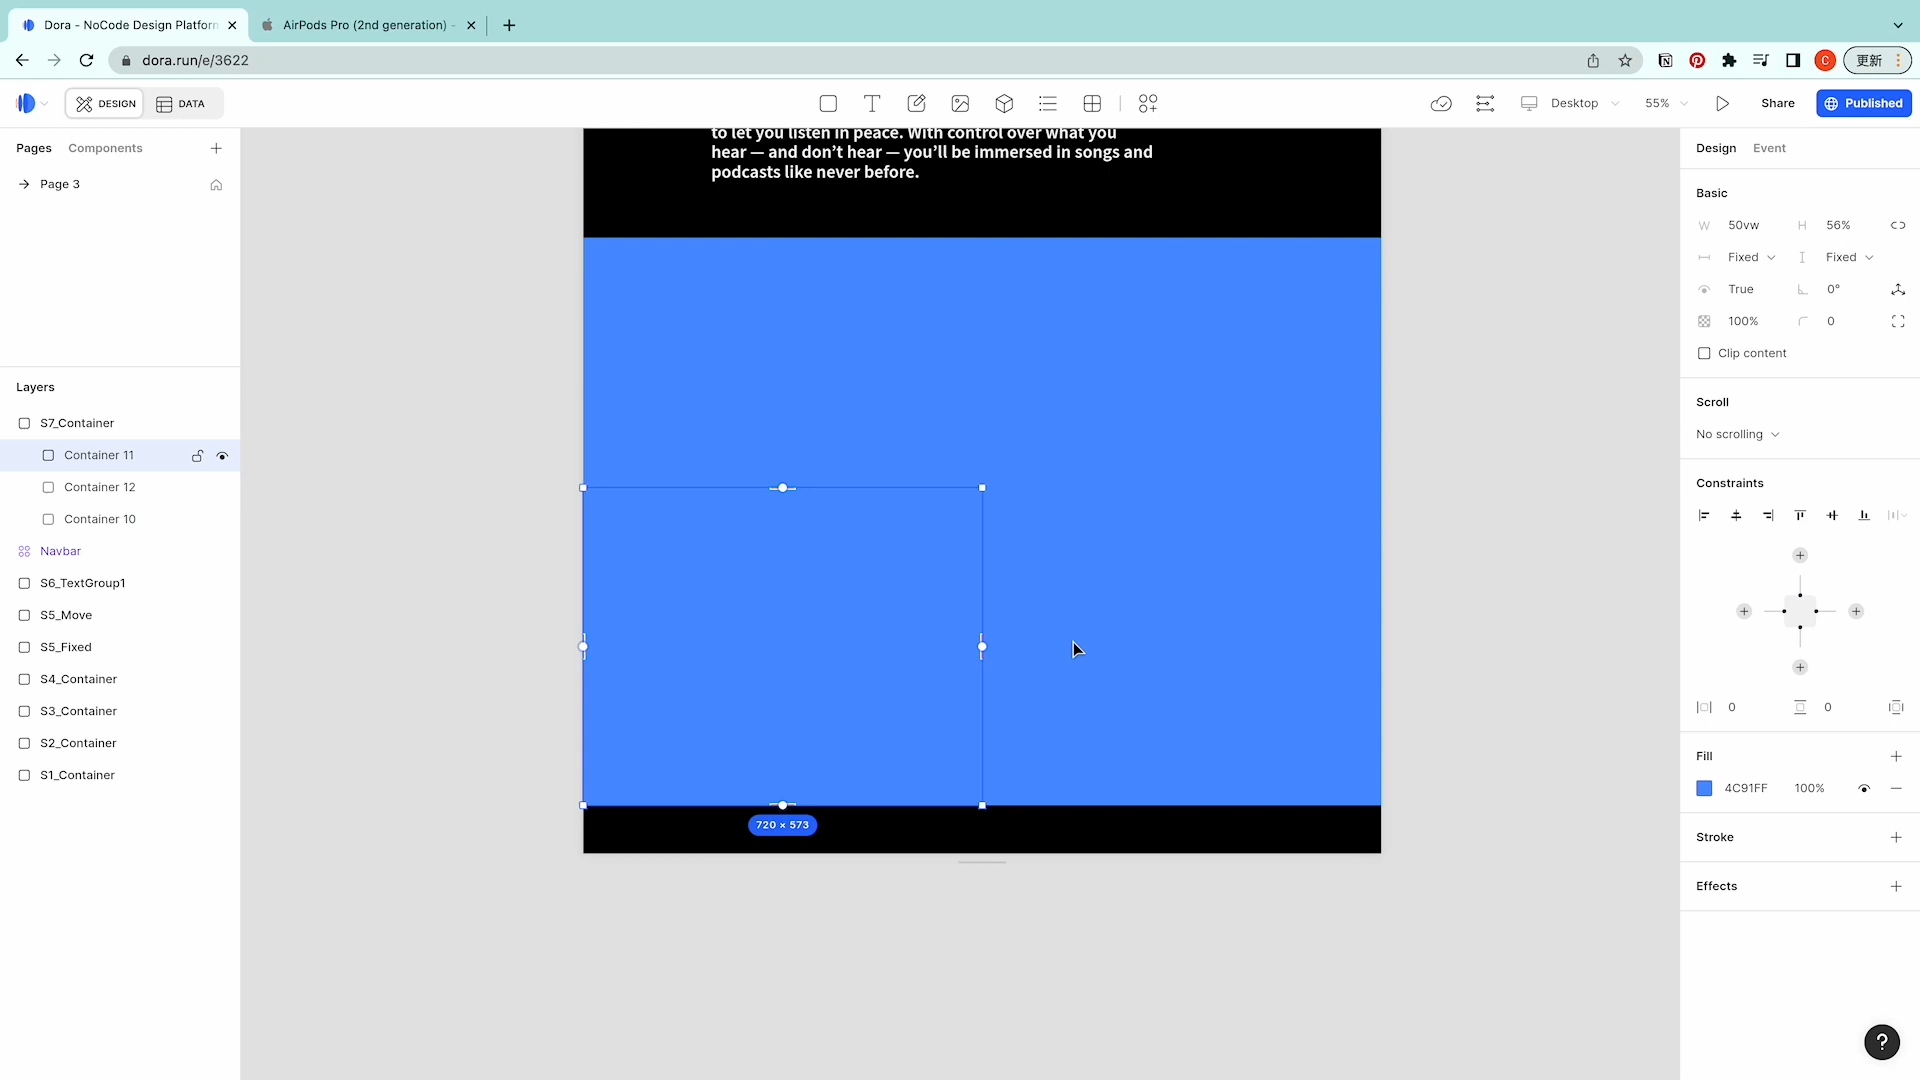 Dora - NoCode Design Platform
AirPods Pro (2nd generation) -
dora.run/e/3622
C
更新
DESIGN
DATA
Desktop
55%
Share
Published
Pages
Components
Page 3
Layers
S7_Container
Container 11
Container 12
Container 10
Navbar
S6_TextGroup1
S5_Move
S5_Fixed
S4_Container
S3_Container
S2_Container
S1_Container
to let you listen in peace. With control over what you
hear — and don’t hear — you’ll be immersed in songs and
podcasts like never before.
720 × 573
Design
Event
Basic
W 50vw H 56%
Fixed Fixed
True 0°
100% 0
Clip content
Scroll
No scrolling
Constraints
0 0
Fill
4C91FF 100%
Stroke
Effects
?